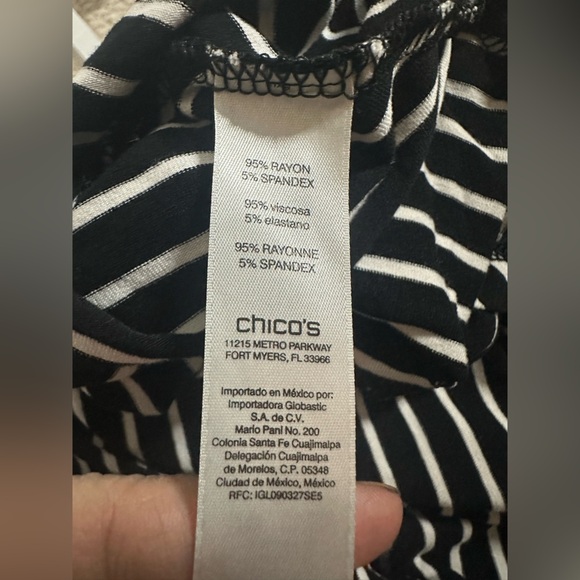 95% RAYON
5% SPANDEX
95% viscosa
5% elastano
95% RAYONNE
5% SPANDEX
chico's
11215 METRO PARKWAY
FORT MYERS, FL 33966
Importado en México por:
Importadora Globastic
S.A. de C.V.
Mario Pani No. 200
Colonia Santa Fe Cuajimalpa
Delegación Cuajimalpa
de Morelos, C.P. 05348
Ciudad de México, México
RFC: IGL090327SE5